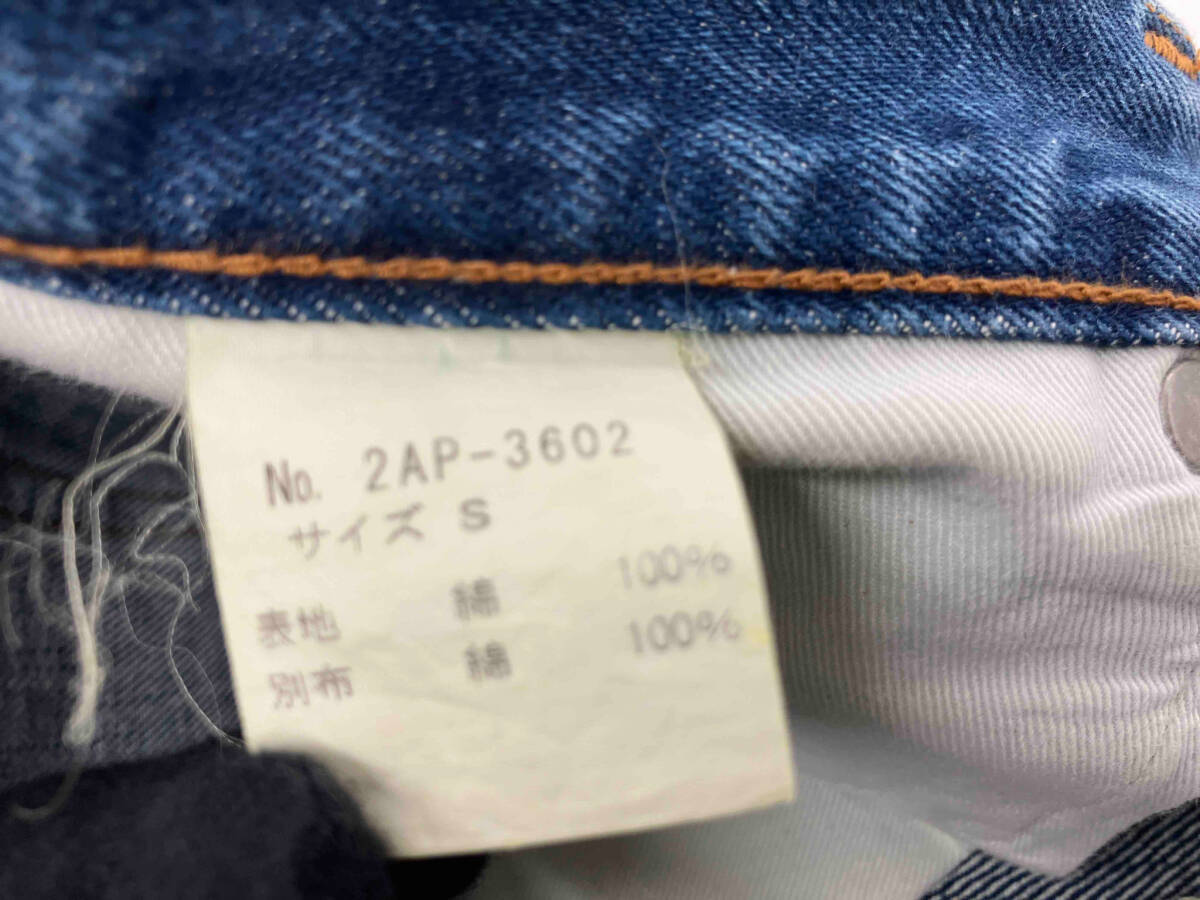 No. 2AP-3602
サイズ S
表地 綿 100%
別布 綿 100%